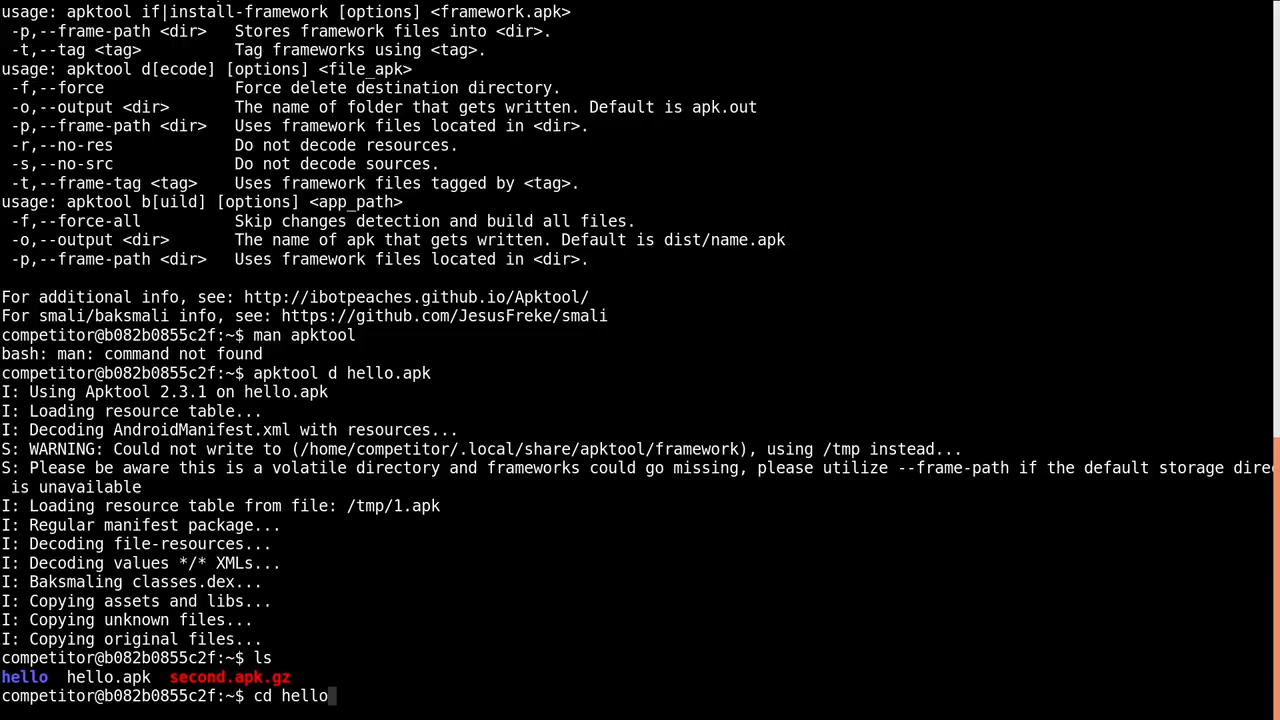 usage: apktool if|install-framework [options] <framework.apk>
 -p,--frame-path <dir>   Stores framework files into <dir>.
 -t,--tag <tag>          Tag frameworks using <tag>.
usage: apktool d[ecode] [options] <file_apk>
 -f,--force              Force delete destination directory.
 -o,--output <dir>       The name of folder that gets written. Default is apk.out
 -p,--frame-path <dir>   Uses framework files located in <dir>.
 -r,--no-res             Do not decode resources.
 -s,--no-src             Do not decode sources.
 -t,--frame-tag <tag>    Uses framework files tagged by <tag>.
usage: apktool b[uild] [options] <app_path>
 -f,--force-all          Skip changes detection and build all files.
 -o,--output <dir>       The name of apk that gets written. Default is dist/name.apk
 -p,--frame-path <dir>   Uses framework files located in <dir>.

For additional info, see: http://ibotpeaches.github.io/Apktool/
For smali/baksmali info, see: https://github.com/JesusFreke/smali
competitor@b082b0855c2f:~$ man apktool
bash: man: command not found
competitor@b082b0855c2f:~$ apktool d hello.apk
I: Using Apktool 2.3.1 on hello.apk
I: Loading resource table...
I: Decoding AndroidManifest.xml with resources...
S: WARNING: Could not write to (/home/competitor/.local/share/apktool/framework), using /tmp instead...
S: Please be aware this is a volatile directory and frameworks could go missing, please utilize --frame-path if the default storage direc
 is unavailable
I: Loading resource table from file: /tmp/1.apk
I: Regular manifest package...
I: Decoding file-resources...
I: Decoding values */* XMLs...
I: Baksmaling classes.dex...
I: Copying assets and libs...
I: Copying unknown files...
I: Copying original files...
competitor@b082b0855c2f:~$ ls
hello  hello.apk  second.apk.gz
competitor@b082b0855c2f:~$ cd hello